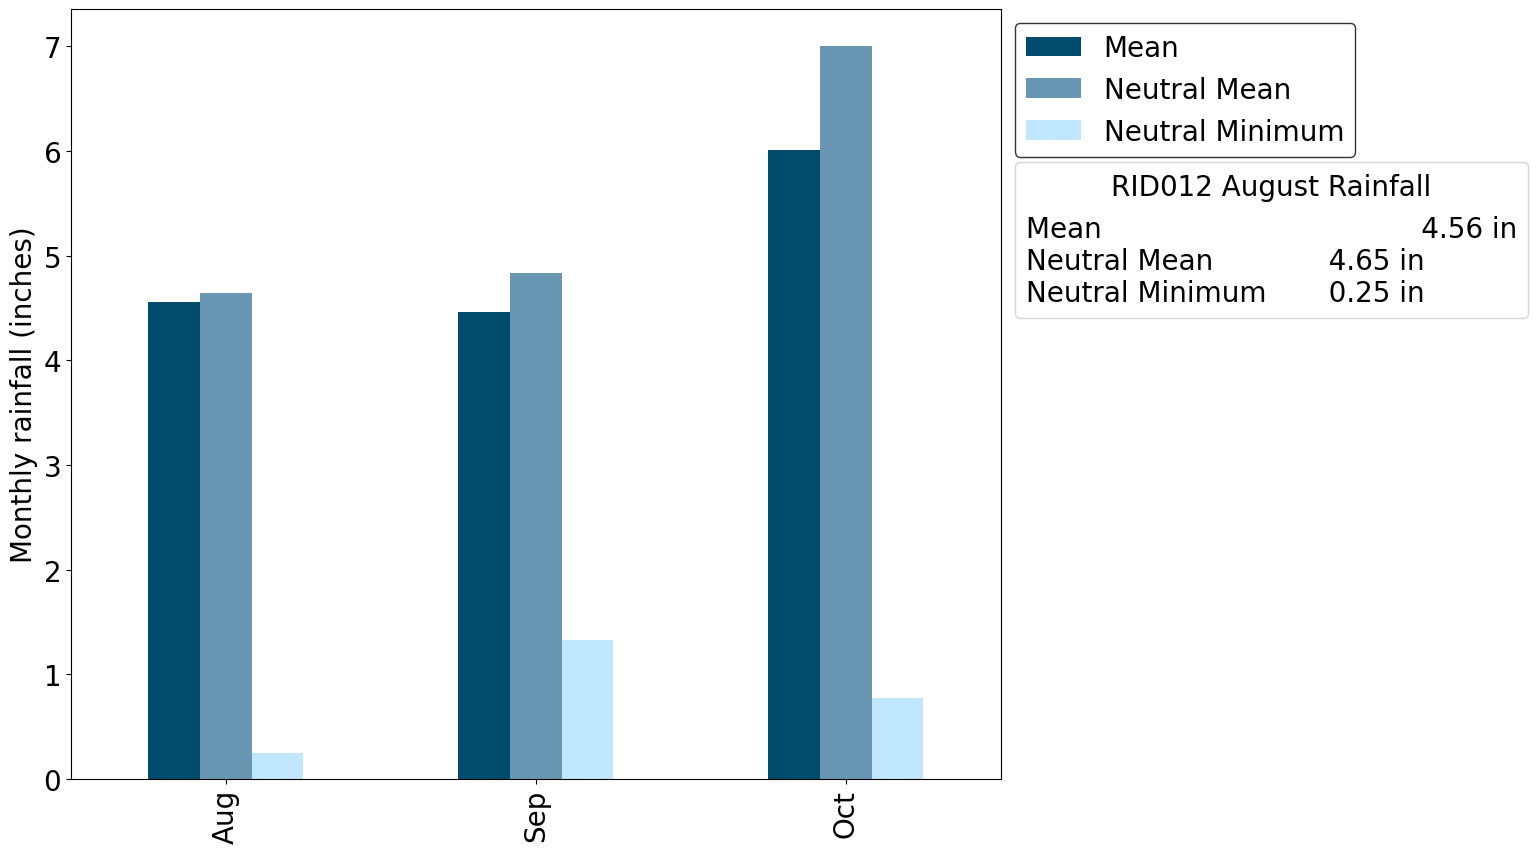 7
6
5
4
3
2
1
0
Monthly rainfall (inches)
Aug
Sep
Oct
Mean
Neutral Mean
Neutral Minimum
RID012 August Rainfall
Mean 4.56 in
Neutral Mean 4.65 in
Neutral Minimum 0.25 in